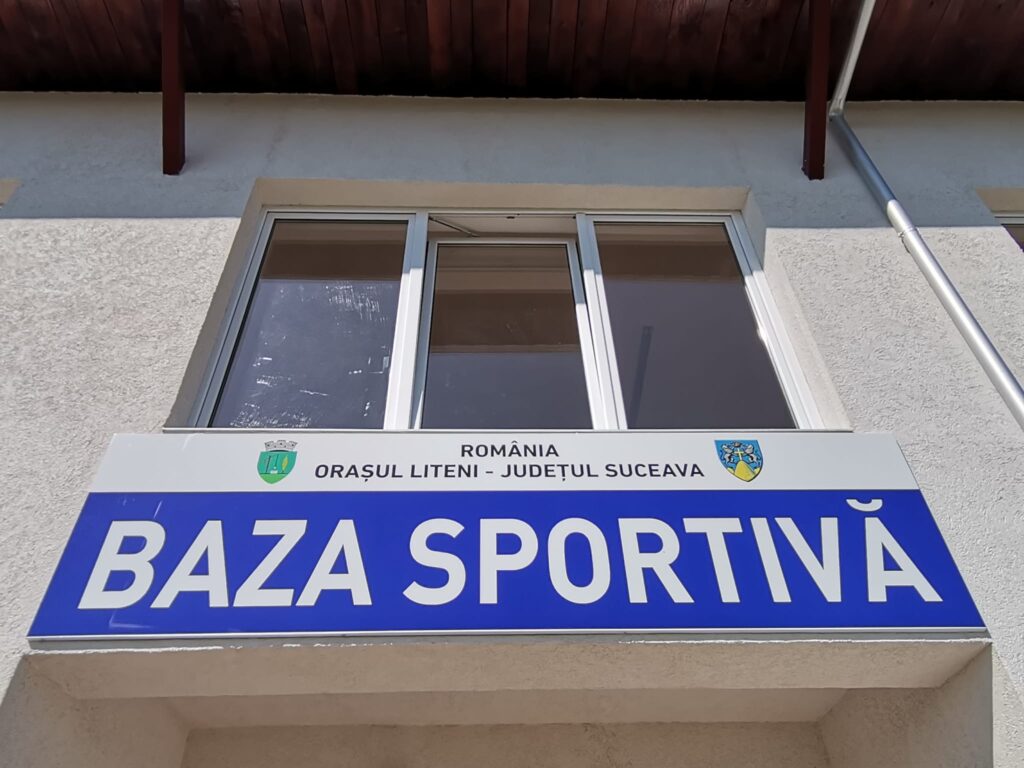 ROMÂNIA
ORAȘUL LITENI - JUDEȚUL SUCEAVA
BAZA SPORTIVĂ